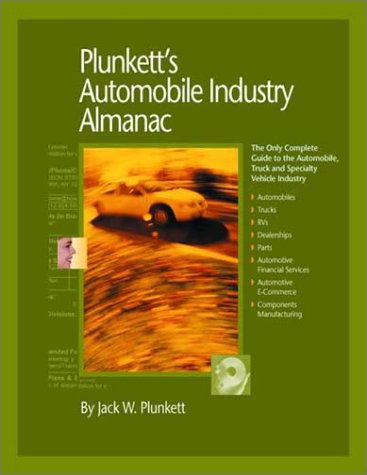 Plunkett's
Automobile Industry
Almanac
The Only Complete
Guide to the Automobile,
Truck and Specialty
Vehicle Industry
Automobiles
Trucks
RVs
Dealerships
Parts
Automotive
Financial Services
Automotive
E-Commerce
Components
Manufacturing
By Jack W. Plunkett